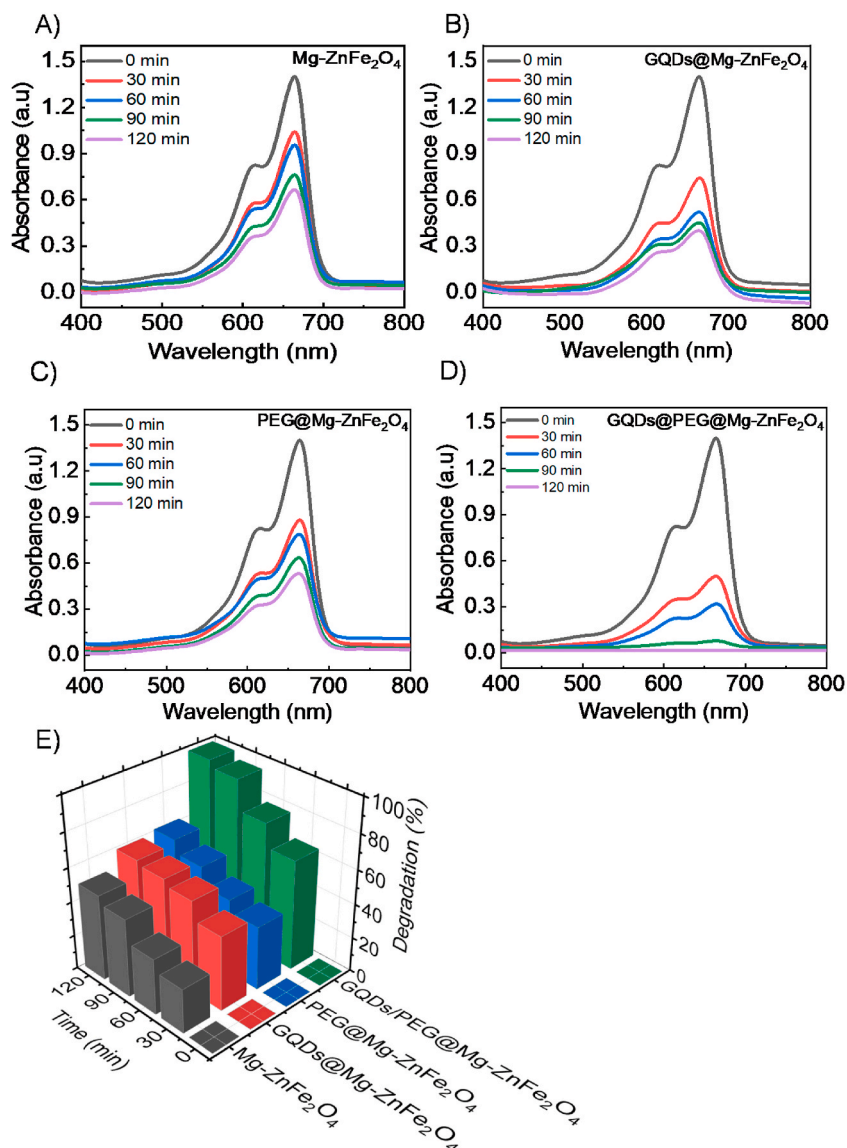 A)
Mg-ZnFe₂O₄
1.5
1.2
0.9
0.6
0.3
0.0
0 min
30 min
60 min
90 min
120 min
Absorbance (a.u)
400 500 600 700 800
Wavelength (nm)
B)
GQDs@Mg-ZnFe₂O₄
1.5
1.2
0.9
0.6
0.3
0.0
0 min
30 min
60 min
90 min
120 min
Absorbance (a.u)
400 500 600 700 800
Wavelength (nm)
C)
PEG@Mg-ZnFe₂O₄
1.5
1.2
0.9
0.6
0.3
0.0
0 min
30 min
60 min
90 min
120 min
Absorbance (a.u)
400 500 600 700 800
Wavelength (nm)
D)
GQDs@PEG@Mg-ZnFe₂O₄
1.5
1.2
0.9
0.6
0.3
0.0
0 min
30 min
60 min
90 min
120 min
Absorbance (a.u)
400 500 600 700 800
Wavelength (nm)
E)
100
80
60
40
20
0
Degradation (%)
120
90
60
30
0
Time (min)
Mg-ZnFe₂O₄
GQDs@Mg-ZnFe₂O₄
PEG@Mg-ZnFe₂O₄
GQDs/PEG@Mg-ZnFe₂O₄